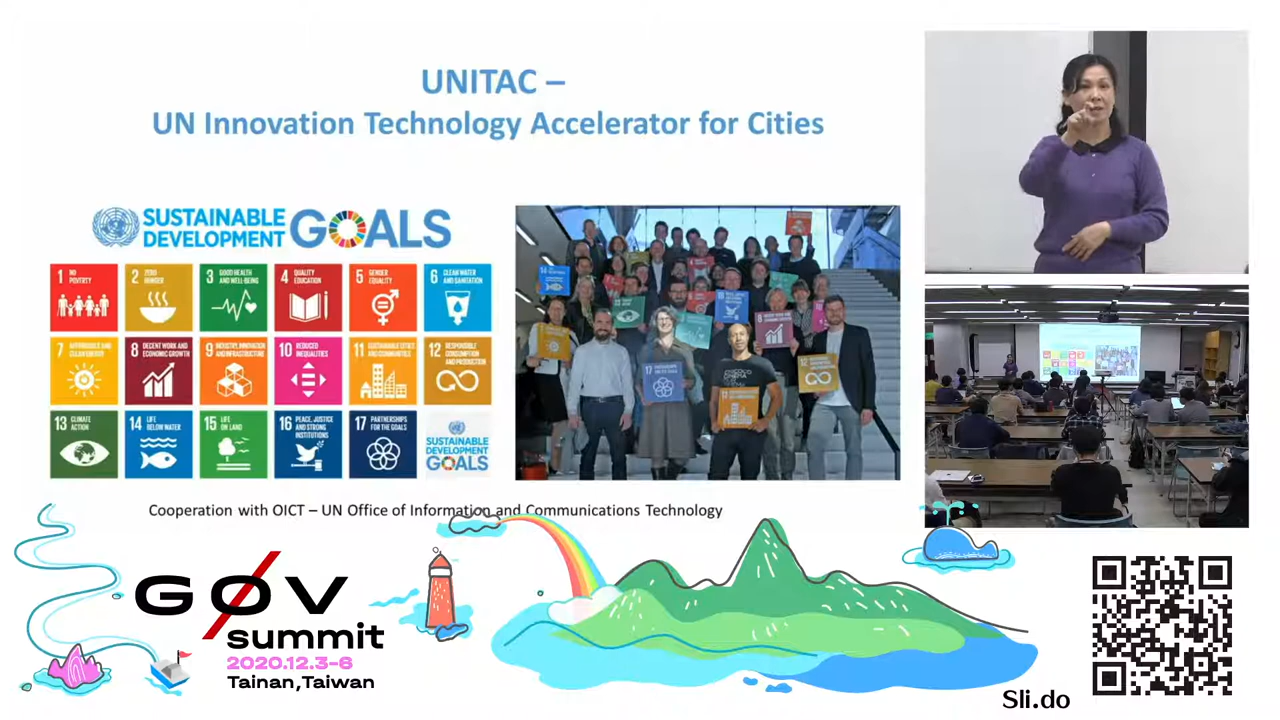 UNITAC –
UN Innovation Technology Accelerator for Cities
SUSTAINABLE
DEVELOPMENT
GOALS
1 NO
POVERTY
2 ZERO
HUNGER
3 GOOD HEALTH
AND WELL-BEING
4 QUALITY
EDUCATION
5 GENDER
EQUALITY
6 CLEAN WATER
AND SANITATION
7 AFFORDABLE AND
CLEAN ENERGY
8 DECENT WORK AND
ECONOMIC GROWTH
9 INDUSTRY, INNOVATION
AND INFRASTRUCTURE
10 REDUCED
INEQUALITIES
11 SUSTAINABLE CITIES
AND COMMUNITIES
12 RESPONSIBLE
CONSUMPTION
AND PRODUCTION
13 CLIMATE
ACTION
14 LIFE
BELOW WATER
15 LIFE
ON LAND
16 PEACE, JUSTICE
AND STRONG
INSTITUTIONS
17 PARTNERSHIPS
FOR THE GOALS
SUSTAINABLE
DEVELOPMENT
GOALS
Cooperation with OICT – UN Office of Information and Communications Technology
GØV
summit
2020.12.3-6
Tainan,Taiwan
Sli.do